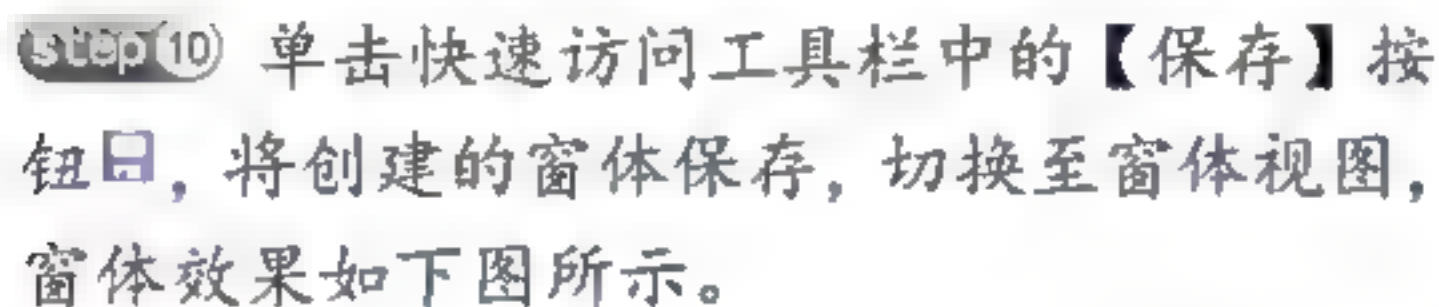 step 10 单击快速访问工具栏中的【保存】按
钮，将创建的窗体保存，切换至窗体视图，
窗体效果如下图所示。